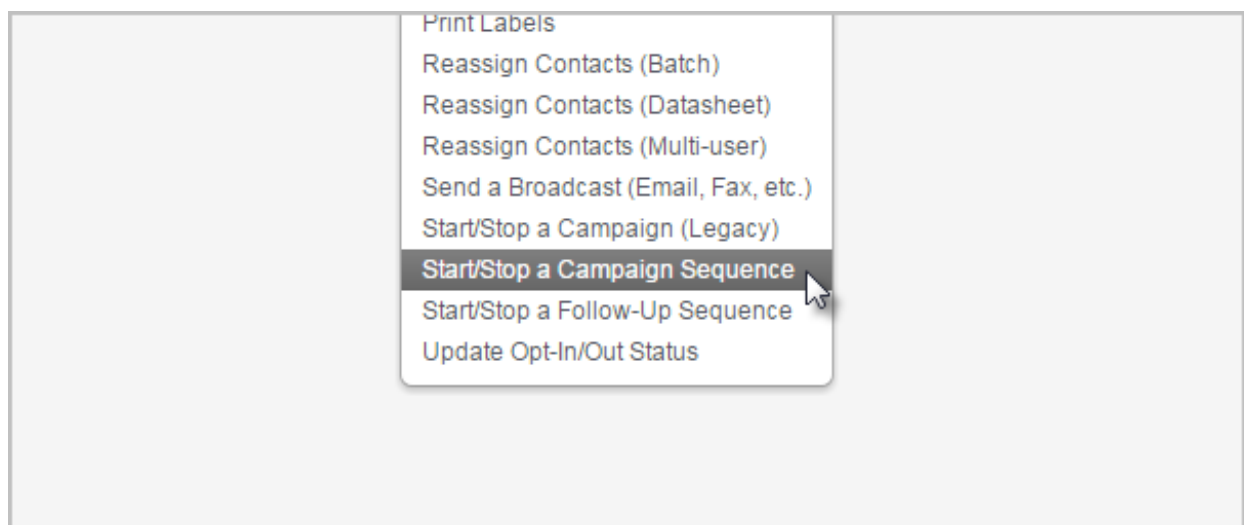 Print Labels
Reassign Contacts (Batch)
Reassign Contacts (Datasheet)
Reassign Contacts (Multi-user)
Send a Broadcast (Email, Fax, etc.)
Start/Stop a Campaign (Legacy)
Start/Stop a Campaign Sequence
Start/Stop a Follow-Up Sequence
Update Opt-In/Out Status